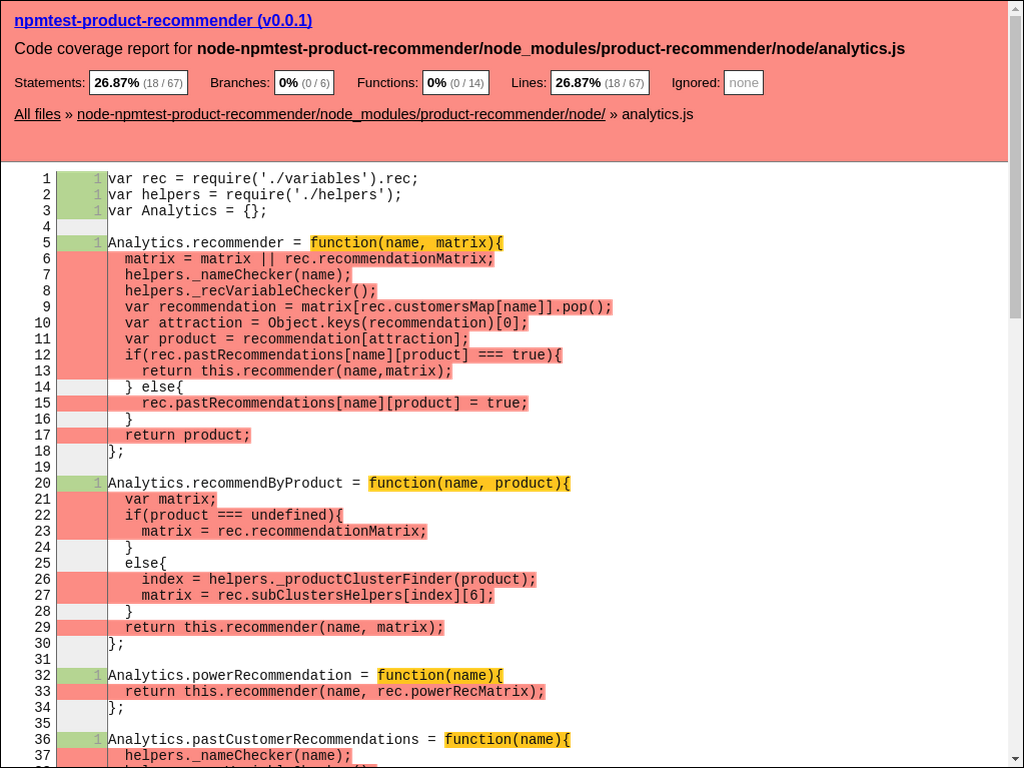 npmtest-product-recommender (v0.0.1)
Code coverage report for node-npmtest-product-recommender/node_modules/product-recommender/node/analytics.js
Statements: 26.87% (18 / 67) Branches: 0% (0 / 6) Functions: 0% (0 / 14) Lines: 26.87% (18 / 67) Ignored: none
All files » node-npmtest-product-recommender/node_modules/product-recommender/node/ » analytics.js
1 1 var rec = require('./variables').rec;
2 1 var helpers = require('./helpers');
3 1 var Analytics = {};
4
5 1 Analytics.recommender = function(name, matrix){
6 matrix = matrix || rec.recommendationMatrix;
7 helpers._nameChecker(name);
8 helpers._recVariableChecker();
9 var recommendation = matrix[rec.customersMap[name]].pop();
10 var attraction = Object.keys(recommendation)[0];
11 var product = recommendation[attraction];
12 if(rec.pastRecommendations[name][product] === true){
13 return this.recommender(name,matrix);
14 } else{
15 rec.pastRecommendations[name][product] = true;
16 }
17 return product;
18 };
19
20 1 Analytics.recommendByProduct = function(name, product){
21 var matrix;
22 if(product === undefined){
23 matrix = rec.recommendationMatrix;
24 }
25 else{
26 index = helpers._productClusterFinder(product);
27 matrix = rec.subClustersHelpers[index][6];
28 }
29 return this.recommender(name, matrix);
30 };
31
32 1 Analytics.powerRecommendation = function(name){
33 return this.recommender(name, rec.powerRecMatrix);
34 };
35
36 1 Analytics.pastCustomerRecommendations = function(name){
37 helpers._nameChecker(name);